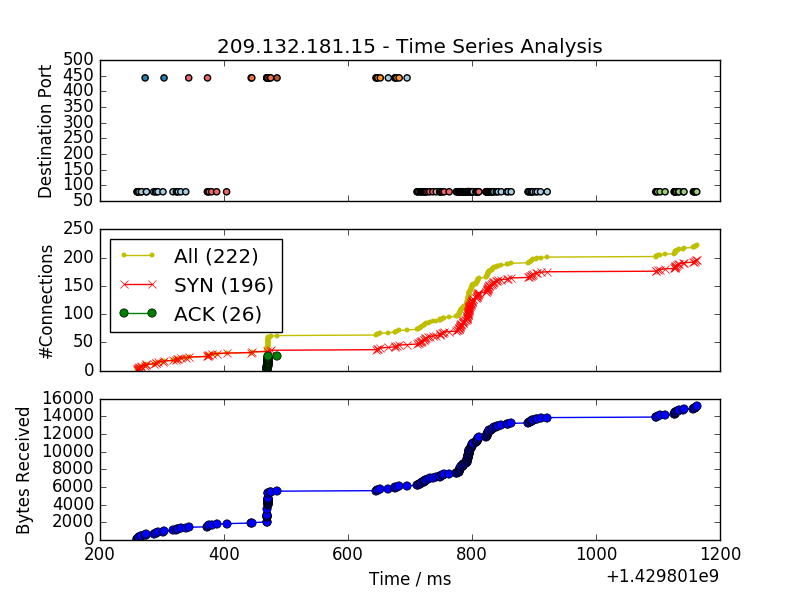 209.132.181.15 - Time Series Analysis
Destination Port
500
450
400
350
300
250
200
150
100
50
#Connections
250
200
150
100
50
0
All (222)
SYN (196)
ACK (26)
Bytes Received
16000
14000
12000
10000
8000
6000
4000
2000
0
200 400 600 800 1000 1200
Time / ms
+1.429801e9